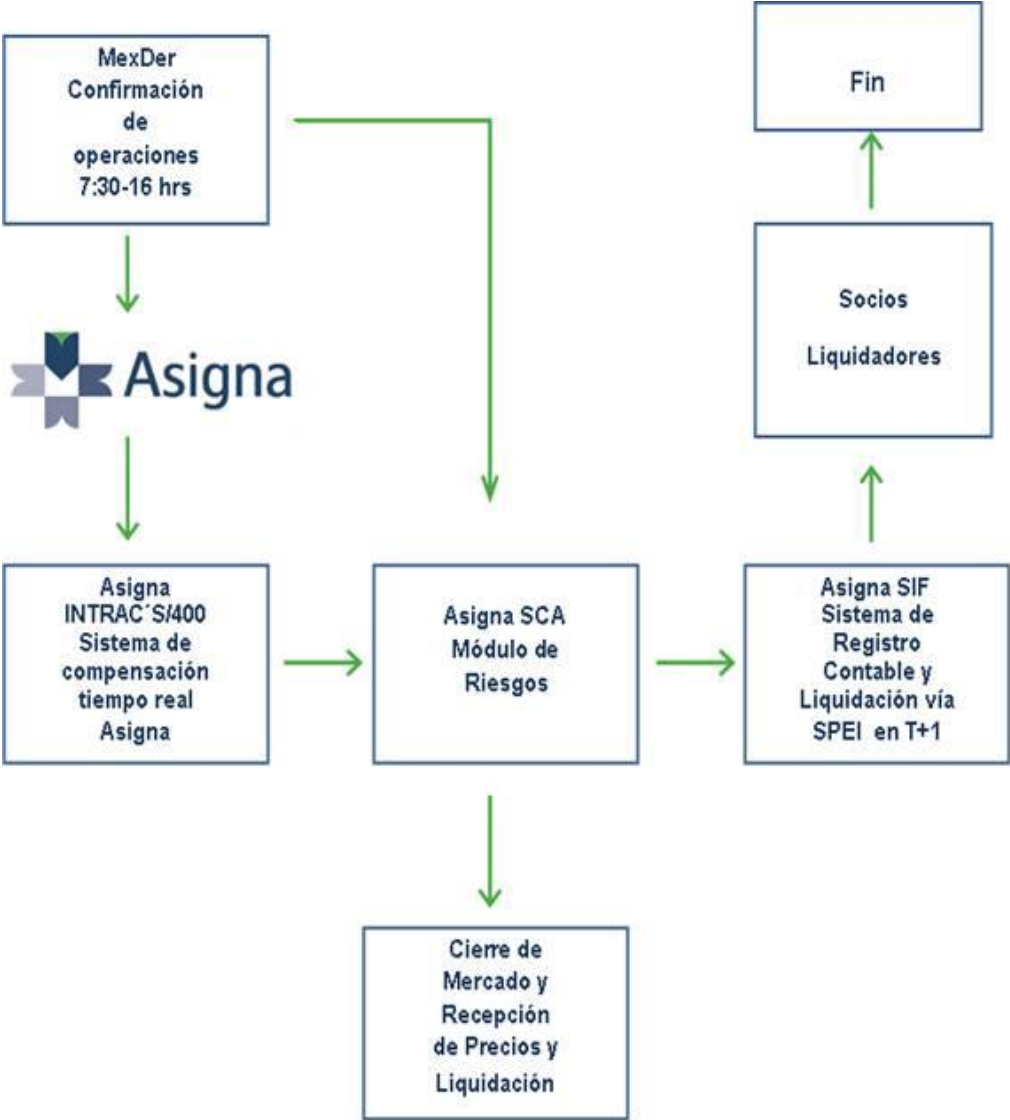 MexDer
Confirmación
de
operaciones
7:30-16 hrs
Asigna
Asigna
INTRAC´S/400
Sistema de
compensación
tiempo real
Asigna
Asigna SCA
Módulo de
Riesgos
Cierre de
Mercado y
Recepción
de Precios y
Liquidación
Asigna SIF
Sistema de
Registro
Contable y
Liquidación vía
SPEI en T+1
Socios
Liquidadores
Fin